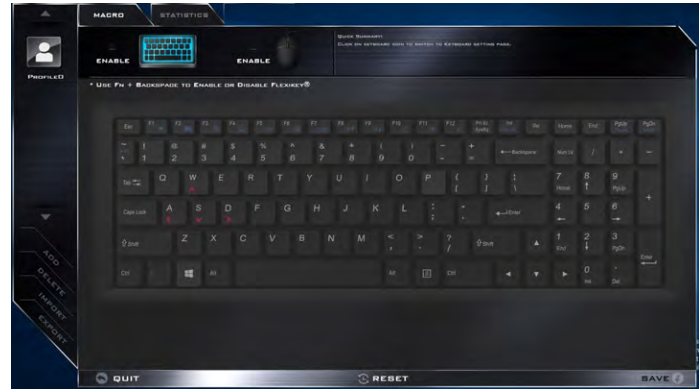 MACRO STATISTICS
ENABLE ENABLE
QUICK SUMMARY:
CLICK ON KEYBOARD ICON TO SWITCH TO KEYBOARD SETTING PAGE.
PROFILE0
* USE FN + BACKSPACE TO ENABLE OR DISABLE FLEXIKEY®
Esc F1 F2 F3 F4 F5 F6 F7 F8 F9 F10 F11 F12 Home End PgUp PgDn
~ ! @ # $ % ^ & * ( ) _ + Backspace Num Lk / * −
1 2 3 4 5 6 7 8 9 0 - =
Tab Q W E R T Y U I O P { [ } ] | \ 7 Home 8 9 PgUp +
Caps Lock A S D F G H J K L : ; Enter 4 5 6
Shift Z X C V B N M < , > . ? / Shift 1 End 2 3 PgDn Enter
Ctrl Alt Alt Ctrl 0 Ins . Del
ADD
DELETE
IMPORT
EXPORT
QUIT RESET SAVE